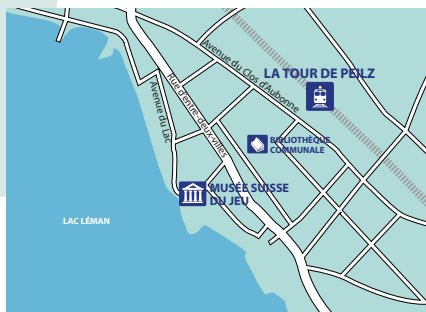 Avenue du Clos d'Aubonne
LA TOUR DE PEILZ
Rue d'entre-deux-villes
Avenue du Lac
BIBLIOTHÈQUE
COMMUNALE
MUSÉE SUISSE
DU JEU
LAC LÉMAN